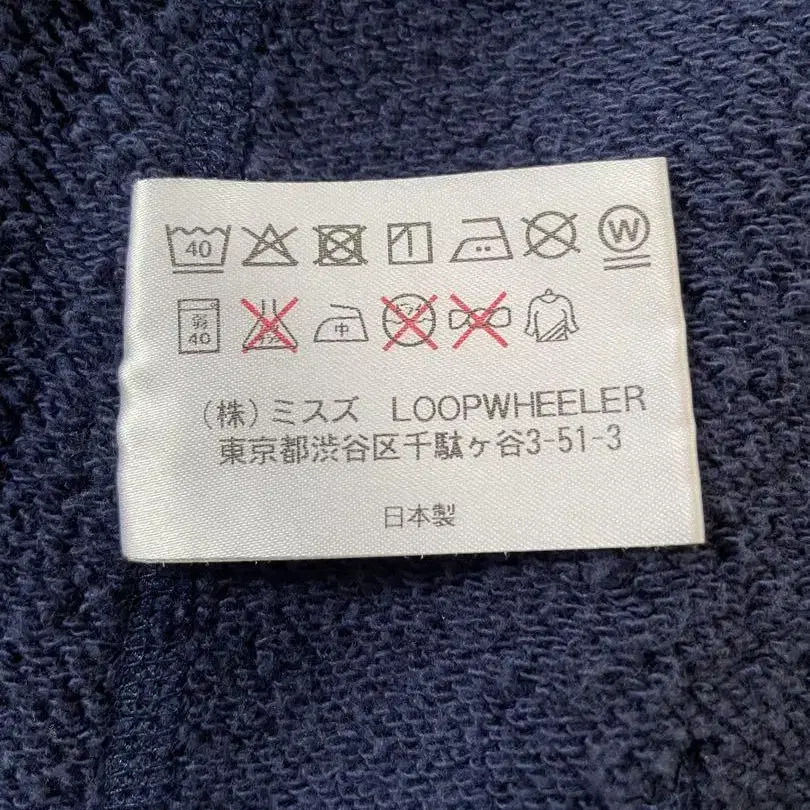 40 W
弱
40 中
(株)ミスズ LOOPWHEELER
東京都渋谷区千駄ヶ谷3-51-3
日本製